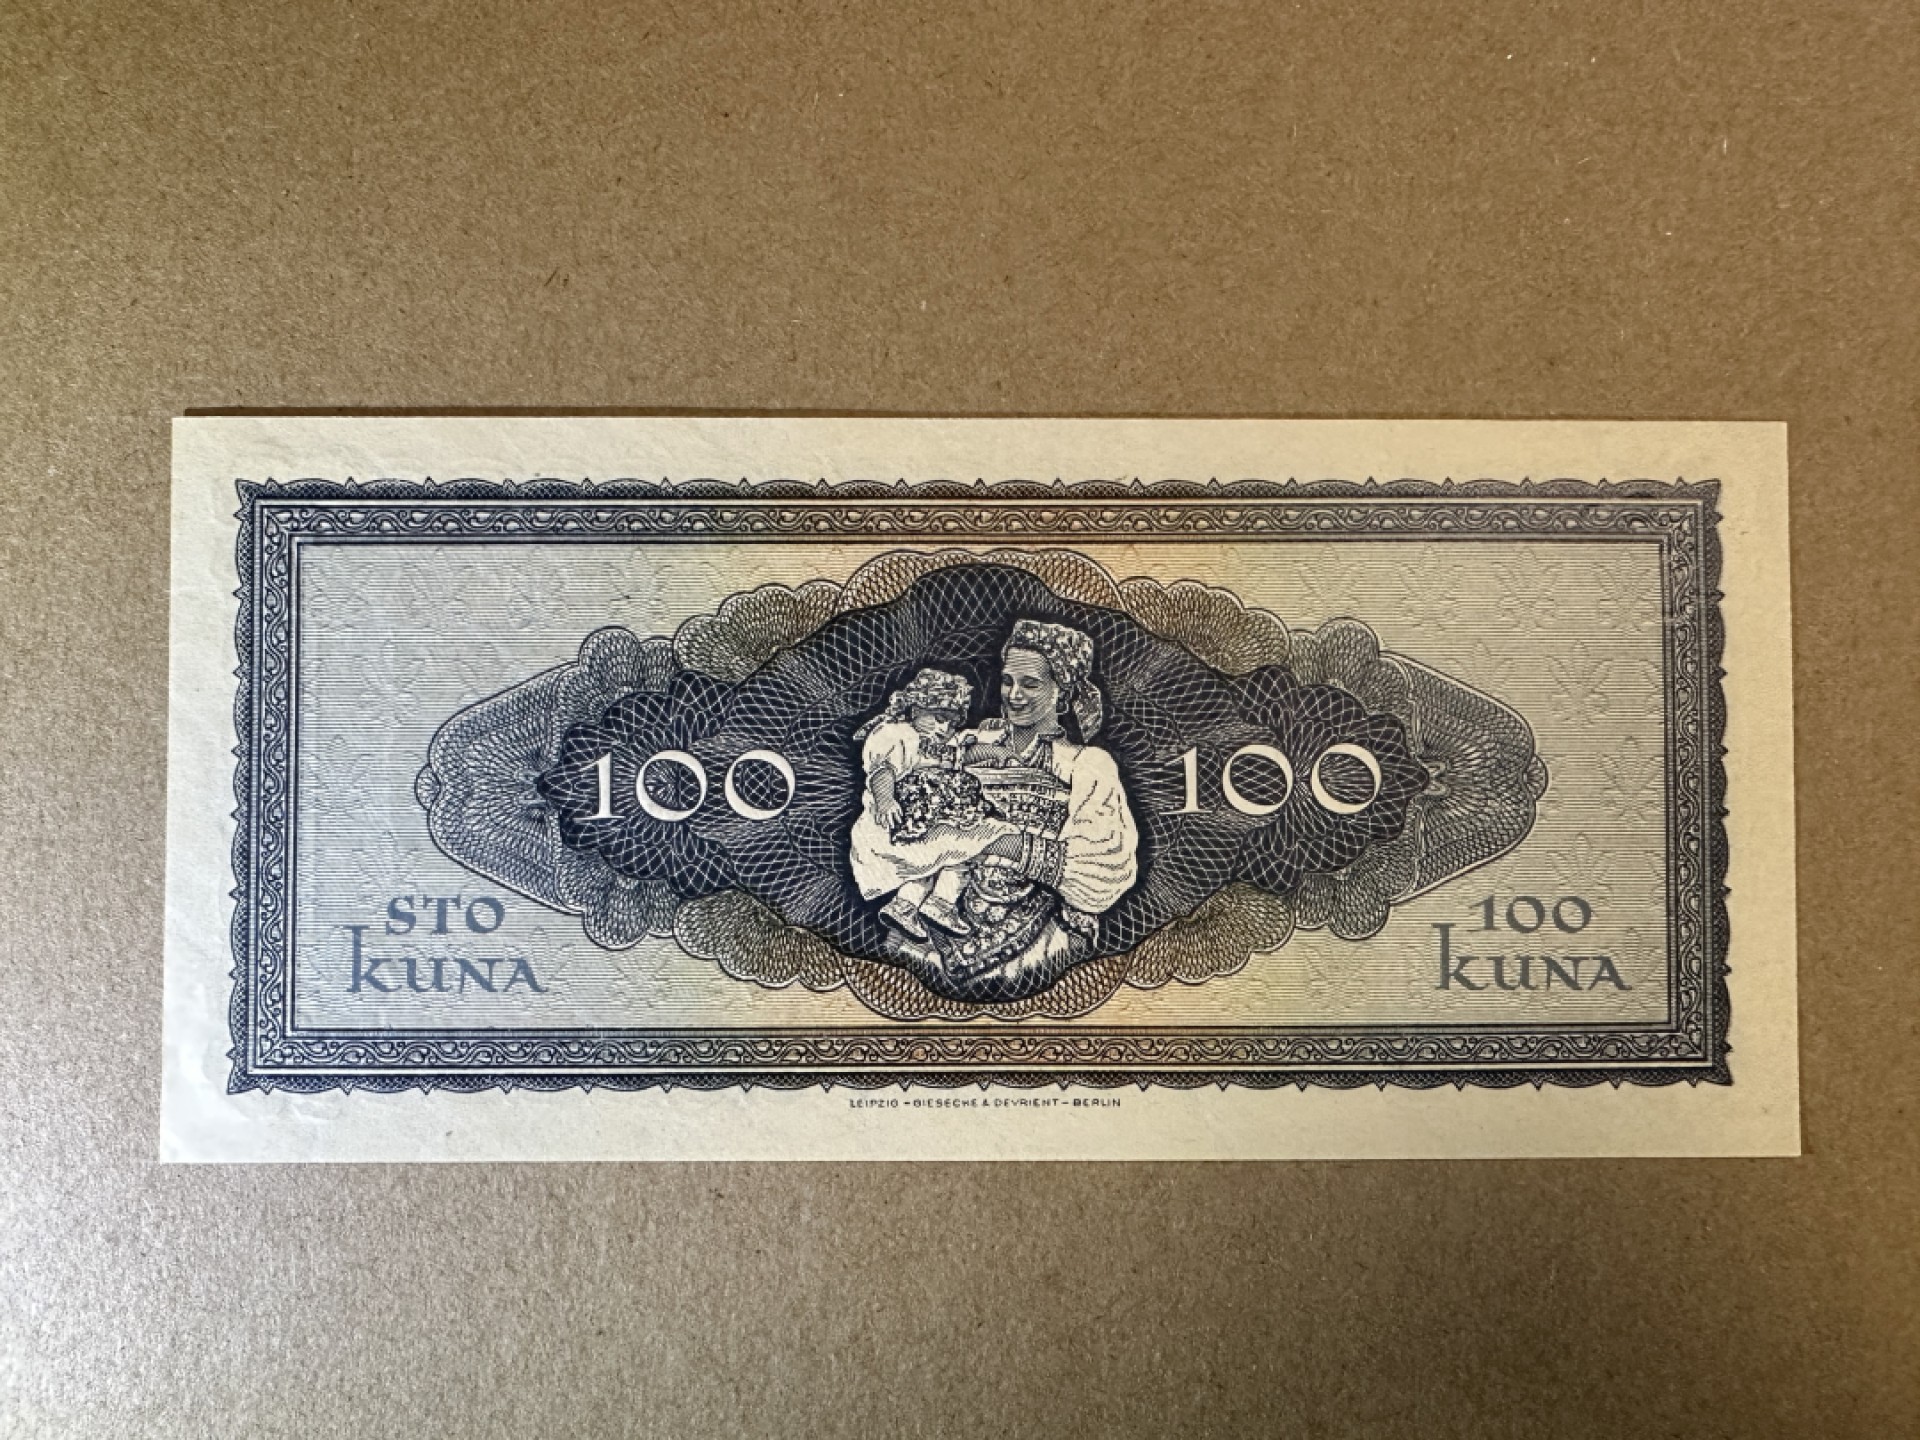 100
100
STO
kUNA
100
kUNA
LEIPZIG – GIESECKE & DEVRIENT – BERLIN